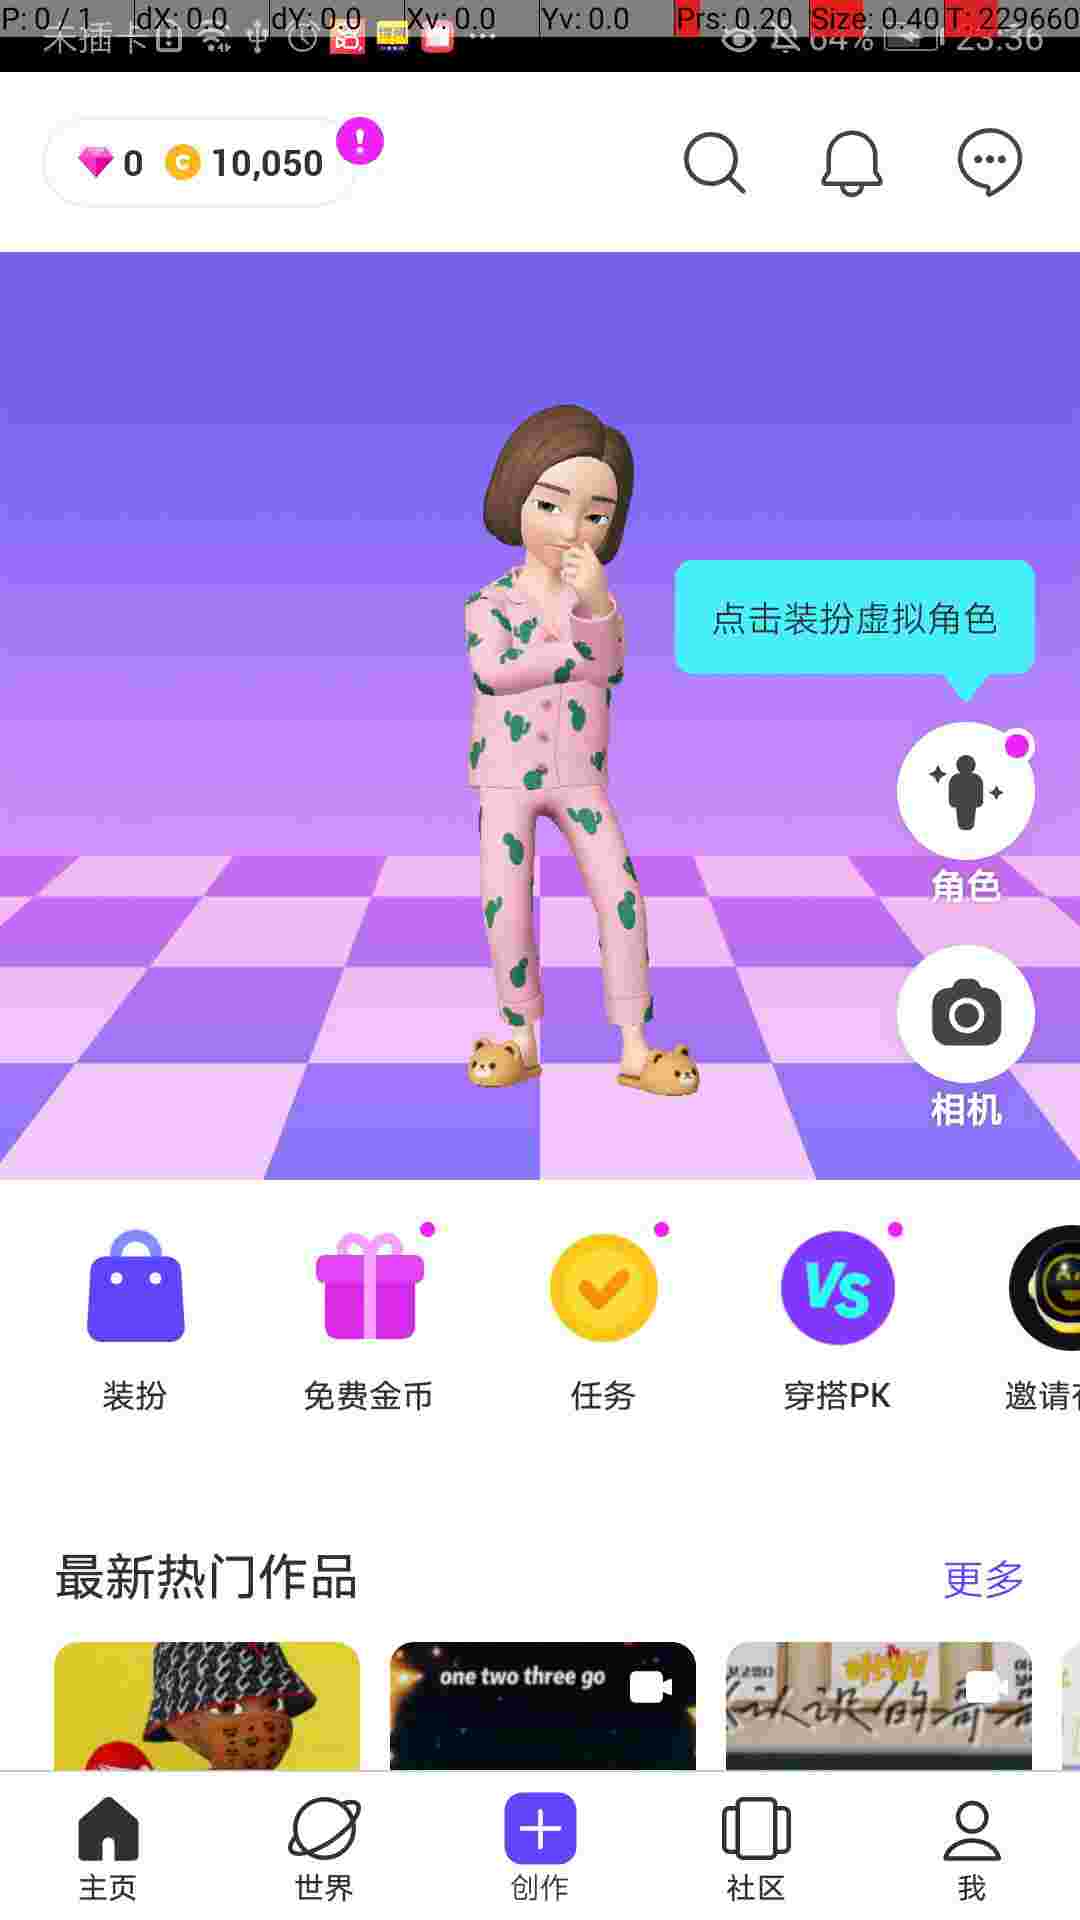 P: 0 / 1 dX: 0.0 dY: 0.0 Xv: 0.0 Yv: 0.0 Prs: 0.20 Size: 0.40 T: 229660
未插卡 64% 23:36
0 10,050
点击装扮虚拟角色
角色
相机
装扮 免费金币 任务 穿搭PK 邀请
最新热门作品 更多
one two three go
认识的哥
主页 世界 创作 社区 我